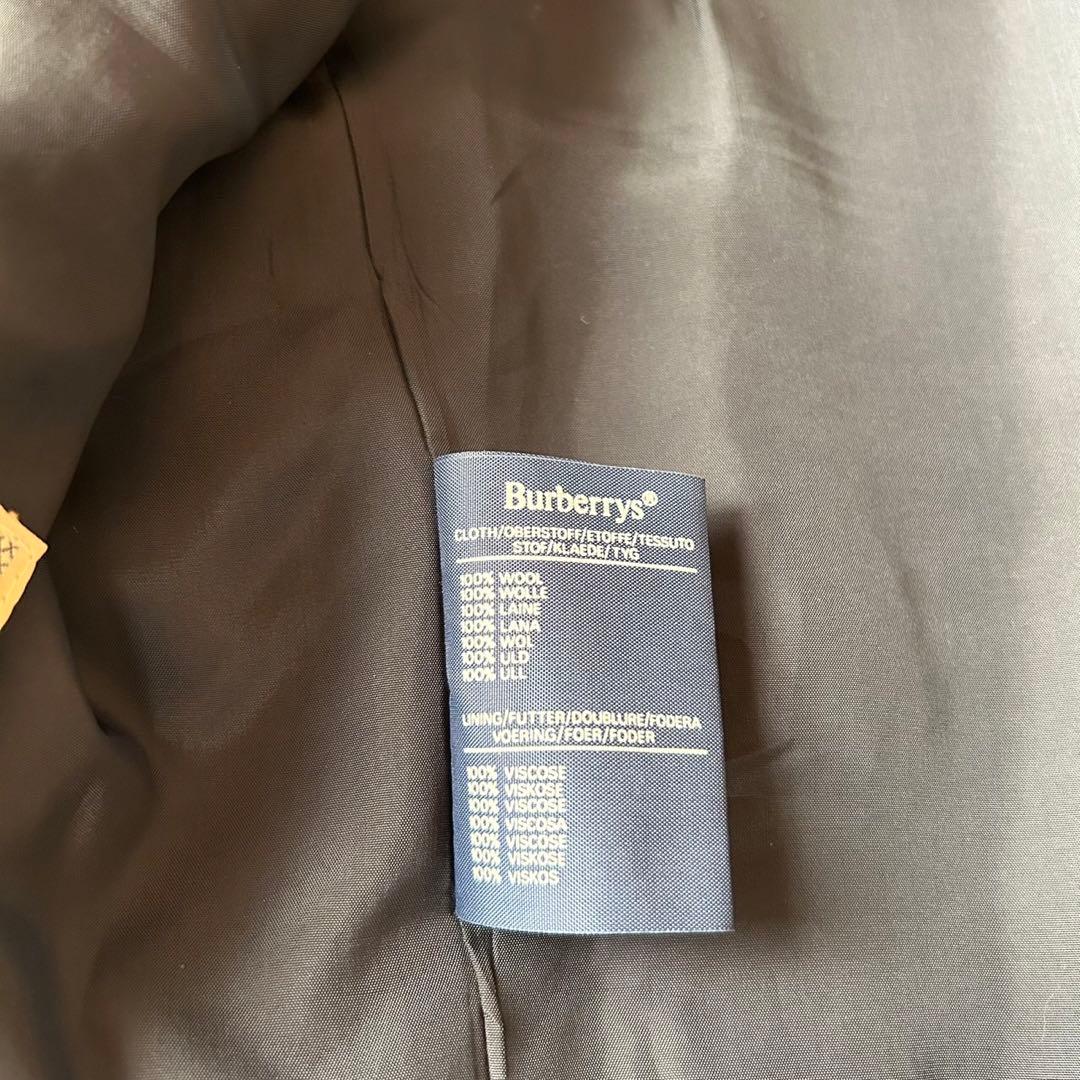 Burberrys®
CLOTH/OBERSTOFF/ETOFFE/TESSUTO
STOF/KLAEDE/TYG
100% WOOL
100% WOLLE
100% LAINE
100% LANA
100% WOL
100% ULD
100% ULL
LINING/FUTTER/DOUBLURE/FODERA
VOERING/FOER/FODER
100% VISCOSE
100% VISKOSE
100% VISCOSE
100% VISCOSA
100% VISCOSE
100% VISKOSE
100% VISKOS